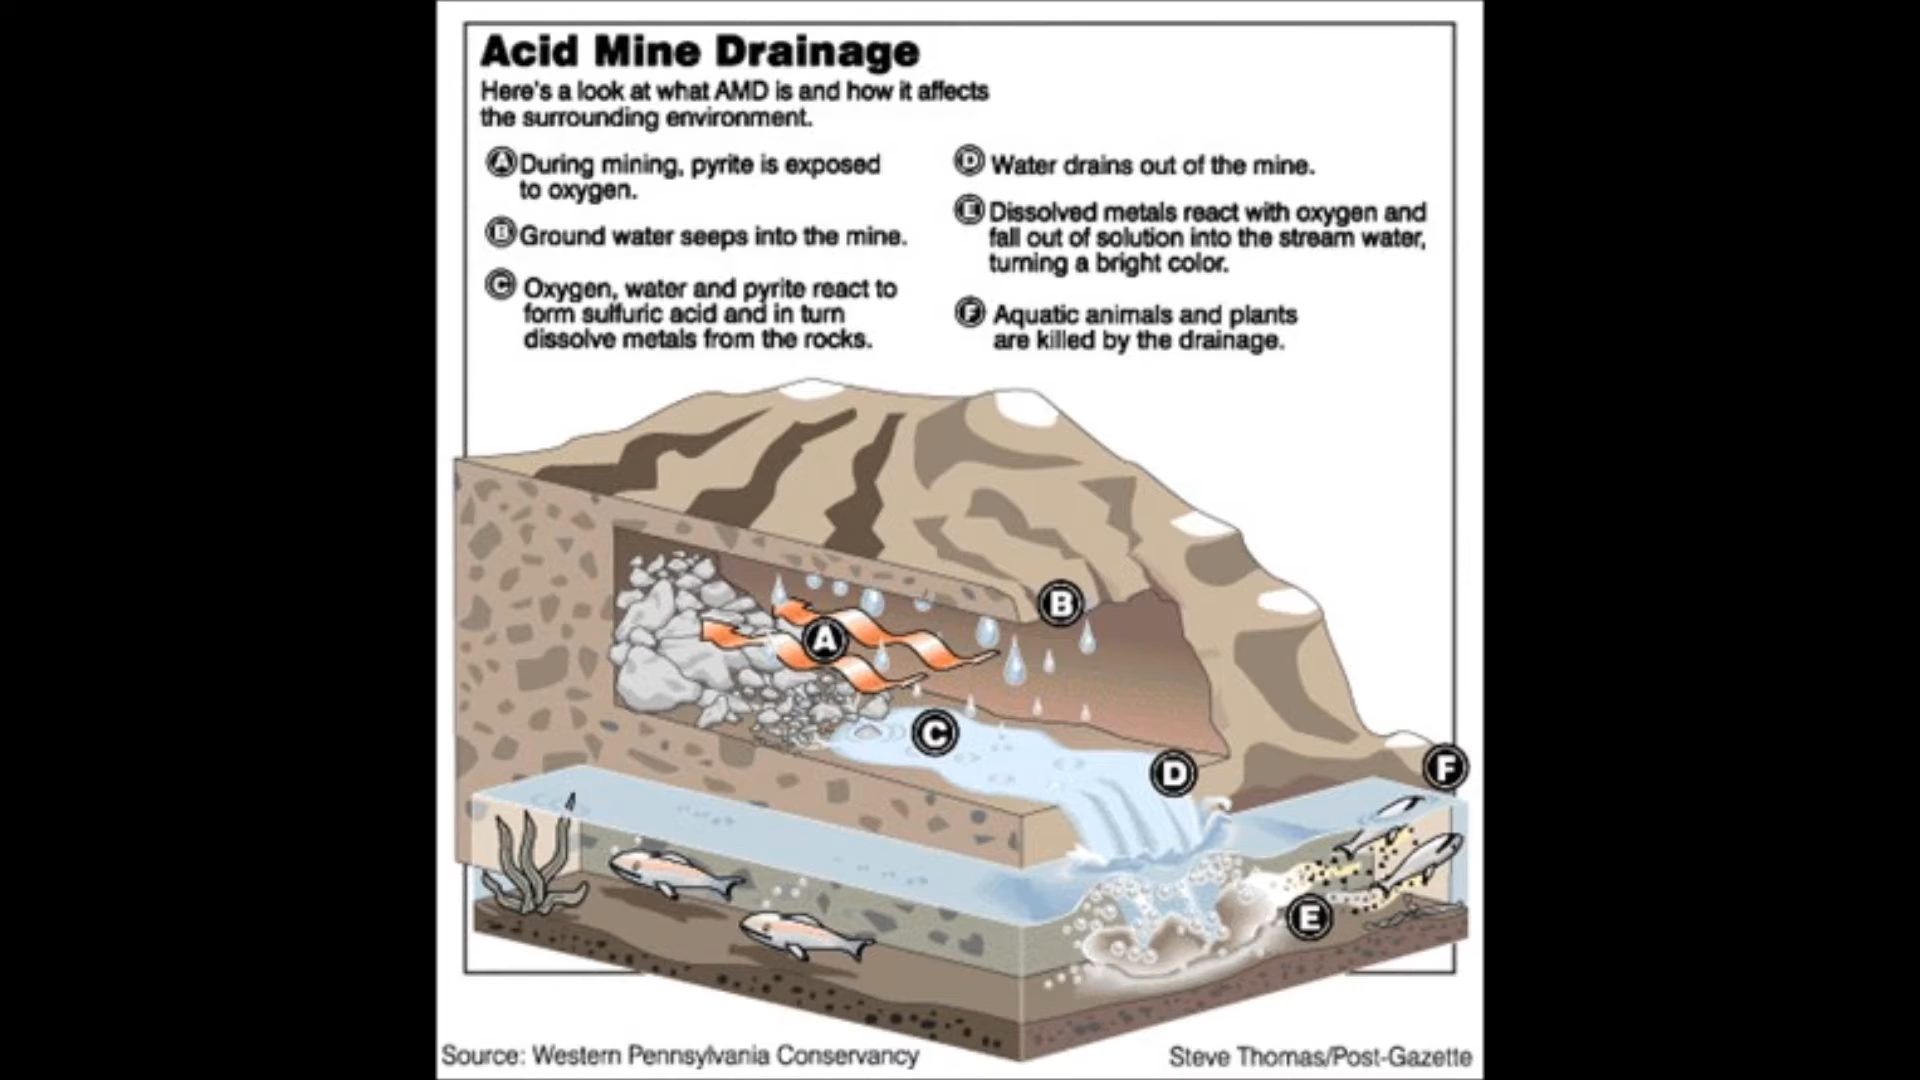 Acid Mine Drainage
Here's a look at what AMD is and how it affects
the surrounding environment.
A During mining, pyrite is exposed
to oxygen.
B Ground water seeps into the mine.
C Oxygen, water and pyrite react to
form sulfuric acid and in turn
dissolve metals from the rocks.
D Water drains out of the mine.
E Dissolved metals react with oxygen and
fall out of solution into the stream water,
turning a bright color.
F Aquatic animals and plants
are killed by the drainage.
B
A
C
D
F
E
Source: Western Pennsylvania Conservancy
Steve Thomas/Post-Gazette